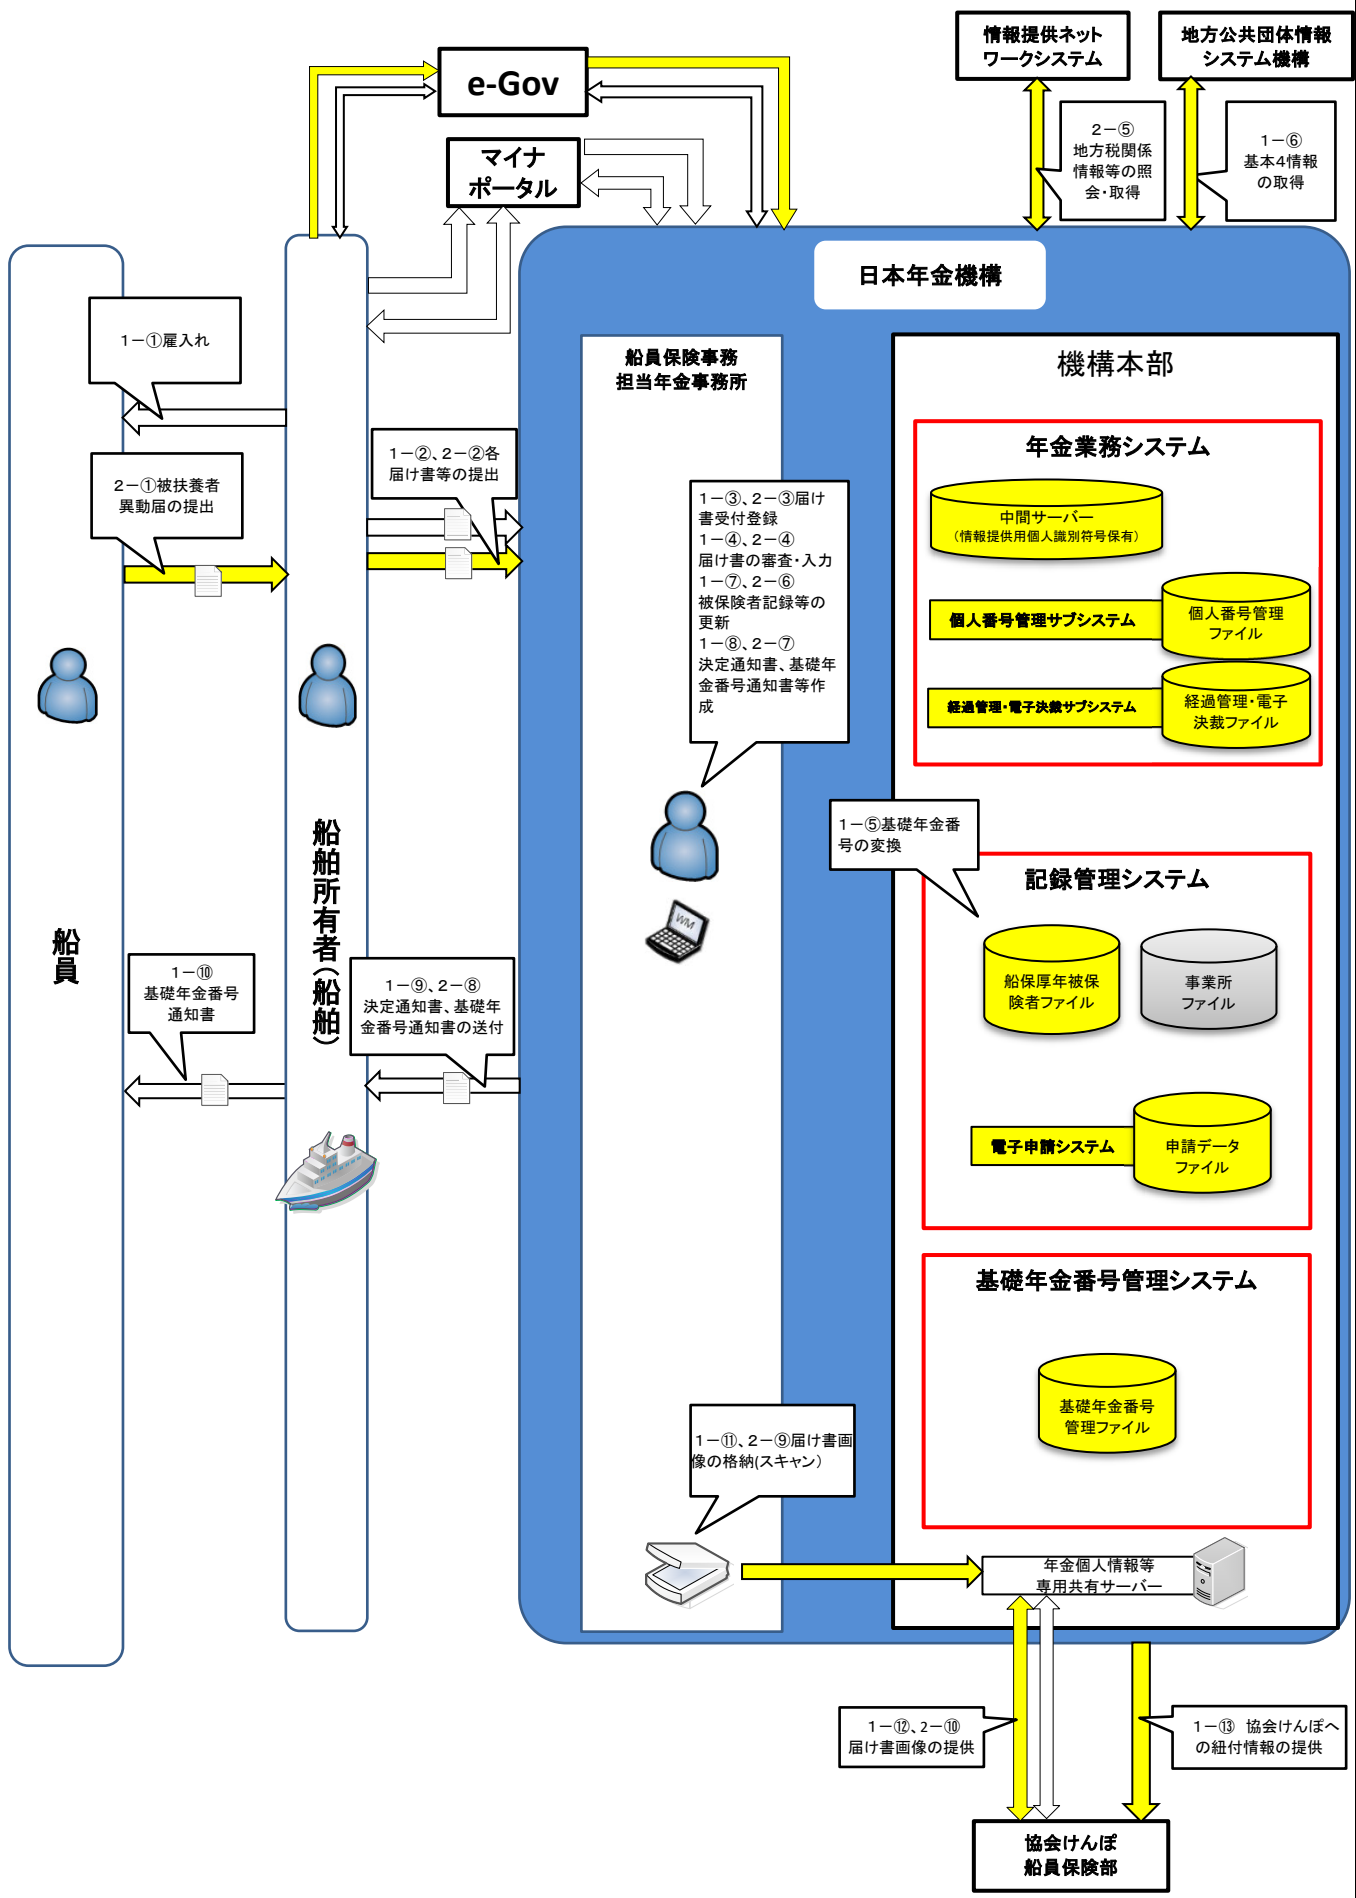 情報提供ネット
ワークシステム
地方公共団体情報
システム機構
e-Gov
マイナ
ポータル
2－⑤
地方税関係
情報等の照
会・取得
1－⑥
基本4情報
の取得
日本年金機構
1－①雇入れ
船員保険事務
担当年金事務所
機構本部
年金業務システム
1－②、2－②各
届け書等の提出
2－①被扶養者
異動届の提出
1－③、2－③届け
書受付登録
1－④、2－④
届け書の審査・入力
1－⑦、2－⑥
被保険者記録等の
更新
1－⑧、2－⑦
決定通知書、基礎年
金番号通知書等作
成
中間サーバー
（情報提供用個人識別符号保有）
個人番号管理サブシステム
個人番号管理
ファイル
経過管理・電子決裁サブシステム
経過管理・電子
決裁ファイル
1－⑤基礎年金番
号の変換
記録管理システム
船保厚年被保
険者ファイル
事業所
ファイル
電子申請システム
申請データ
ファイル
船員
船舶所有者（船舶）
WM
1－⑩
基礎年金番号
通知書
1－⑨、2－⑧
決定通知書、基礎年
金番号通知書の送付
基礎年金番号管理システム
基礎年金番号
管理ファイル
1－⑪、2－⑨届け書画
像の格納(スキャン）
年金個人情報等
専用共有サーバー
1－⑫、2－⑩
届け書画像の提供
1－⑬　協会けんぽへ
の紐付情報の提供
協会けんぽ
船員保険部